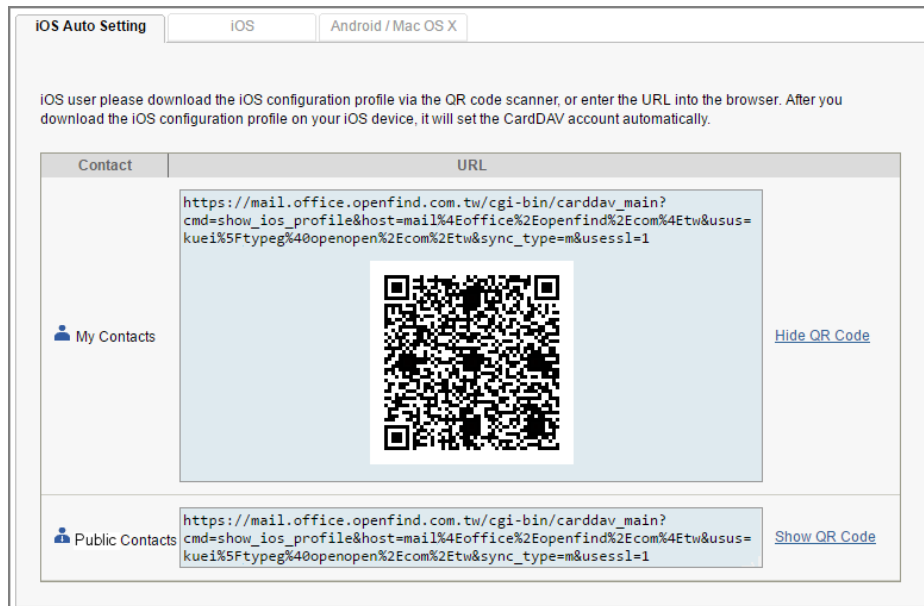 iOS Auto Setting
iOS
Android / Mac OS X
iOS user please download the iOS configuration profile via the QR code scanner, or enter the URL into the browser. After you
download the iOS configuration profile on your iOS device, it will set the CardDAV account automatically.
Contact
URL
https://mail.office.openfind.com.tw/cgi-bin/carddav_main?
cmd=show_ios_profile&host=mail%4Eoffice%2Eopenfind%2Ecom%4Etw&usus=
kuei%5Ftypeg%40openopen%2Ecom%2Etw&sync_type=m&usessl=1
My Contacts
Hide QR Code
https://mail.office.openfind.com.tw/cgi-bin/carddav_main?
cmd=show_ios_profile&host=mail%4Eoffice%2Eopenfind%2Ecom%4Etw&usus=
kuei%5Ftypeg%40openopen%2Ecom%2Etw&sync_type=m&usessl=1
Public Contacts
Show QR Code